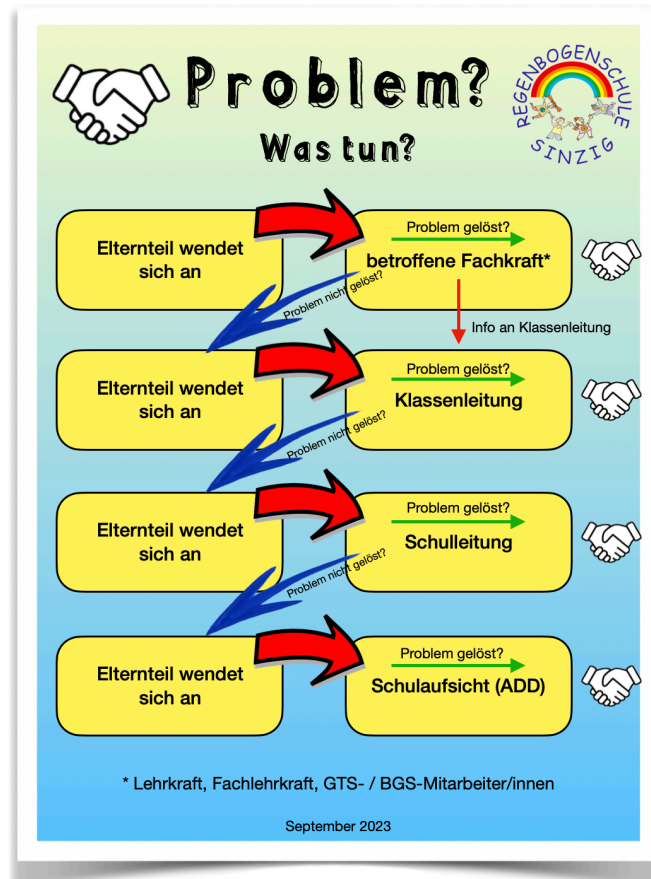 Problem?
Was tun?
REGENBOGENSCHULE
SINZIG
Elternteil wendet
sich an
Problem gelöst?
betroffene Fachkraft*
Problem nicht gelöst?
Info an Klassenleitung
Elternteil wendet
sich an
Problem gelöst?
Klassenleitung
Problem nicht gelöst?
Elternteil wendet
sich an
Problem gelöst?
Schulleitung
Problem nicht gelöst?
Elternteil wendet
sich an
Problem gelöst?
Schulaufsicht (ADD)
* Lehrkraft, Fachlehrkraft, GTS- / BGS-Mitarbeiter/innen
September 2023